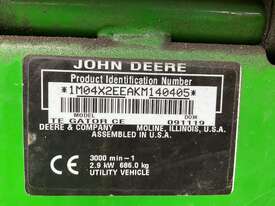 JOHN DEERE
Product Identification Number
*1M04X2EEAKM140405*
MODEL DOM
TE GATOR CE 091119
DEERE & COMPANY MOLINE, ILLINOIS, U.S.A.
ASSEMBLED IN U.S.A.
CE 3000 min-1
2.9 kW 686.0 kg
UTILITY VEHICLE